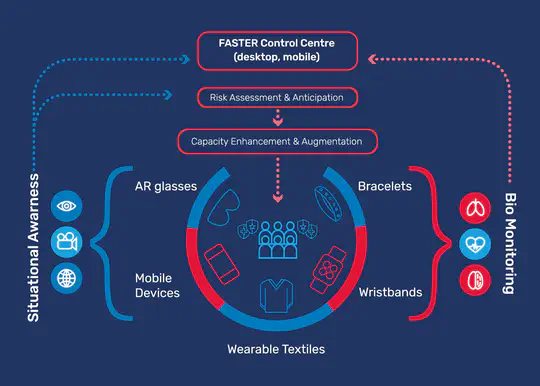 FASTER Control Centre
(desktop, mobile)
Risk Assessment & Anticipation
Capacity Enhancement & Augmentation
Situational Awarness
AR glasses
Bracelets
Bio Monitoring
Mobile
Devices
Wristbands
Wearable Textiles